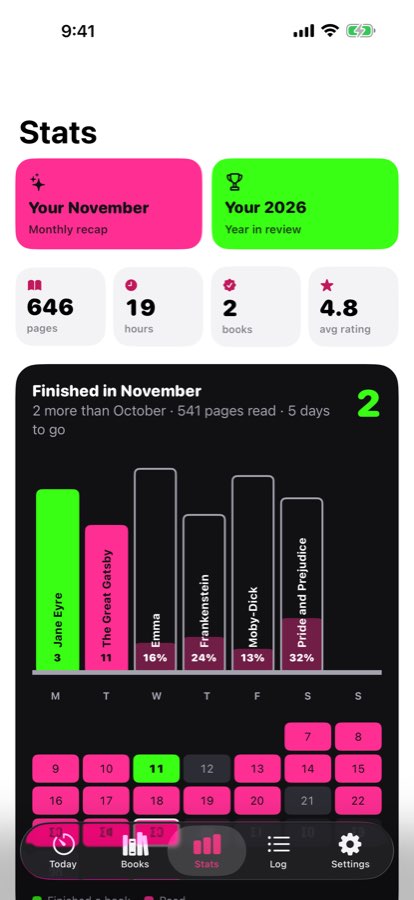 9:41
Stats
Your November
Monthly recap
Your 2026
Year in review
646
pages
19
hours
2
books
4.8
avg rating
Finished in November
2 more than October · 541 pages read · 5 days
to go
2
Jane Eyre
3
The Great Gatsby
11
Emma
16%
Frankenstein
24%
Moby-Dick
13%
Pride and Prejudice
32%
M T W T F S S
7 8
9 10 11 12 13 14 15
16 17 18 19 20 21 22
Today Books Stats Log Settings
Finished a book Read